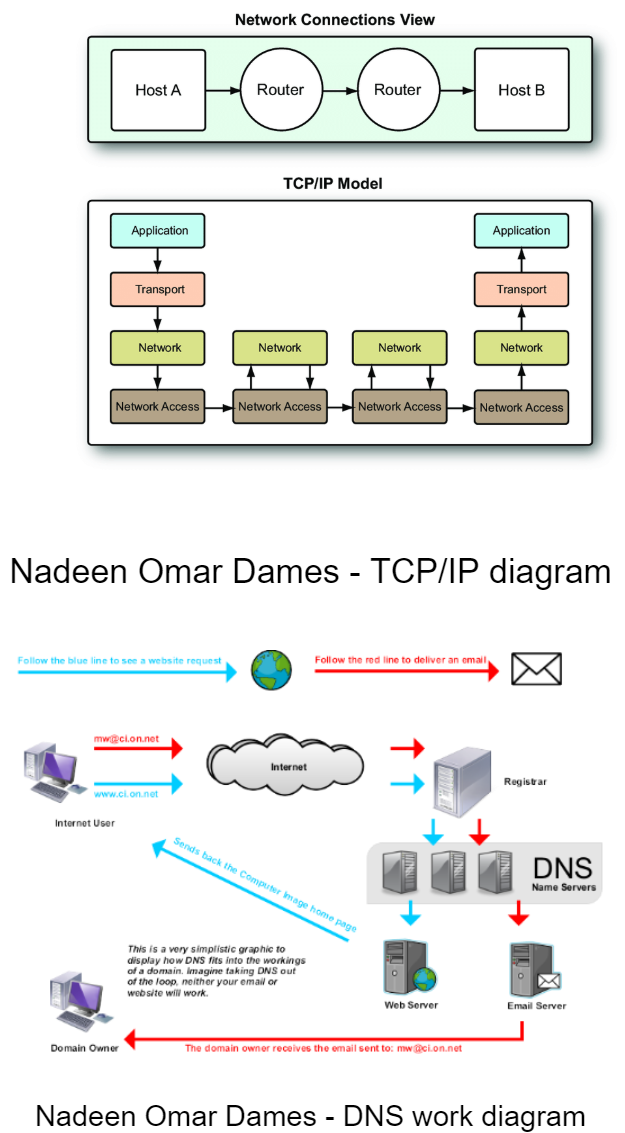 Network Connections View
Host A
Router
Router
Host B
TCP/IP Model
Application
Application
Transport
Transport
Network
Network
Network
Network
Network Access
Network Access
Network Access
Network Access
Nadeen Omar Dames - TCP/IP diagram
Follow the blue line to see a website request
Follow the red line to deliver an email
mw@ci.on.net
Internet
www.ci.on.net
Registrar
Internet User
Sends back the Computer Image home page
DNS
Name Servers
This is a very simplistic graphic to
display how DNS fits into the workings
of a domain. Imagine taking DNS out
of the loop, neither your email or
website will work.
Web Server
Email Server
Domain Owner
The domain owner receives the email sent to: mw@ci.on.net
Nadeen Omar Dames - DNS work diagram